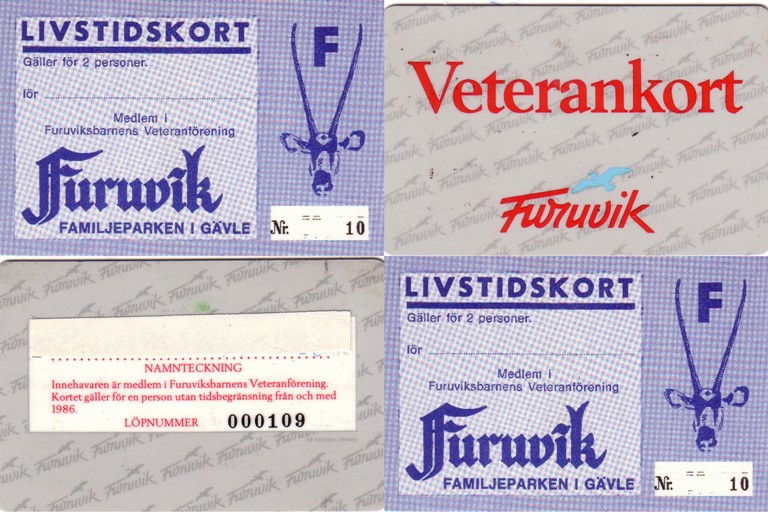 LIVSTIDSKORT
Gäller för 2 personer.
för
Medlem i
Furuviksbarnens Veteranförening
Furuvik
FAMILJEPARKEN I GÄVLE
F
Nr. 10
Veterankort
Furuvik
NAMNTECKNING
Innehavaren är medlem i Furuviksbarnens Veteranförening.
Kortet gäller för en person utan tidsbegränsning från och med
1986.
LÖPNUMMER 000109
LIVSTIDSKORT
Gäller för 2 personer.
för
Medlem i
Furuviksbarnens Veteranförening
Furuvik
FAMILJEPARKEN I GÄVLE
F
Nr. 10